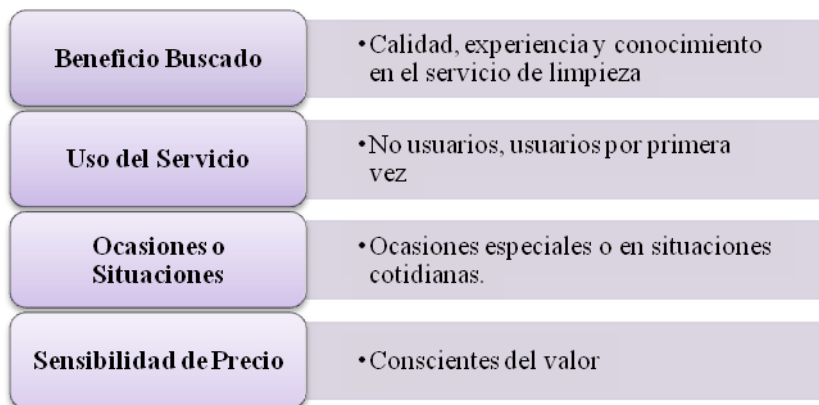 Beneficio Buscado
•Calidad, experiencia y conocimiento
en el servicio de limpieza
Uso del Servicio
•No usuarios, usuarios por primera
vez
Ocasiones o
Situaciones
•Ocasiones especiales o en situaciones
cotidianas.
Sensibilidad de Precio
•Conscientes del valor